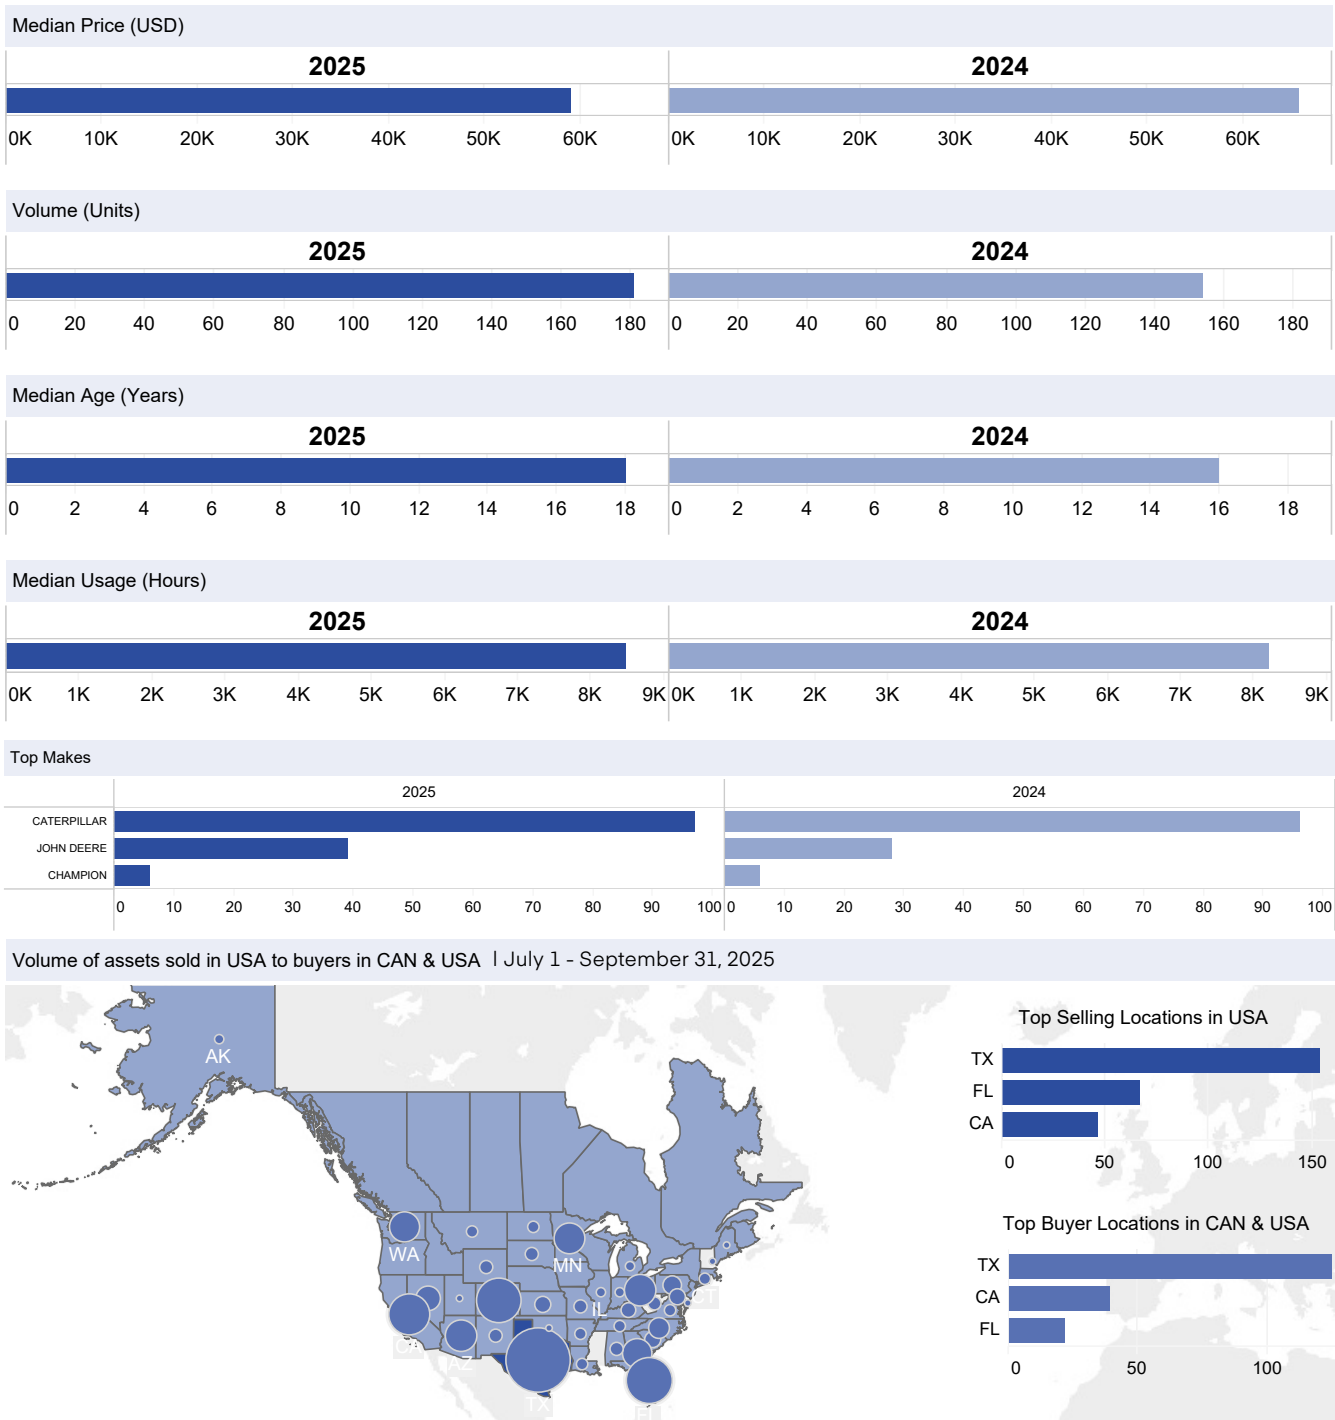 Median Price (USD)
2025 2024
0K 10K 20K 30K 40K 50K 60K 0K 10K 20K 30K 40K 50K 60K
Volume (Units)
2025 2024
0 20 40 60 80 100 120 140 160 180 0 20 40 60 80 100 120 140 160 180
Median Age (Years)
2025 2024
0 2 4 6 8 10 12 14 16 18 0 2 4 6 8 10 12 14 16 18
Median Usage (Hours)
2025 2024
0K 1K 2K 3K 4K 5K 6K 7K 8K 9K 0K 1K 2K 3K 4K 5K 6K 7K 8K 9K
Top Makes
2025 2024
CATERPILLAR
JOHN DEERE
CHAMPION
0 10 20 30 40 50 60 70 80 90 100 0 10 20 30 40 50 60 70 80 90 100
Volume of assets sold in USA to buyers in CAN & USA | July 1 - September 31, 2025
AK
WA
MN
IL
CT
CA
AZ
TX
FL
Top Selling Locations in USA
TX
FL
CA
0 50 100 150
Top Buyer Locations in CAN & USA
TX
CA
FL
0 50 100